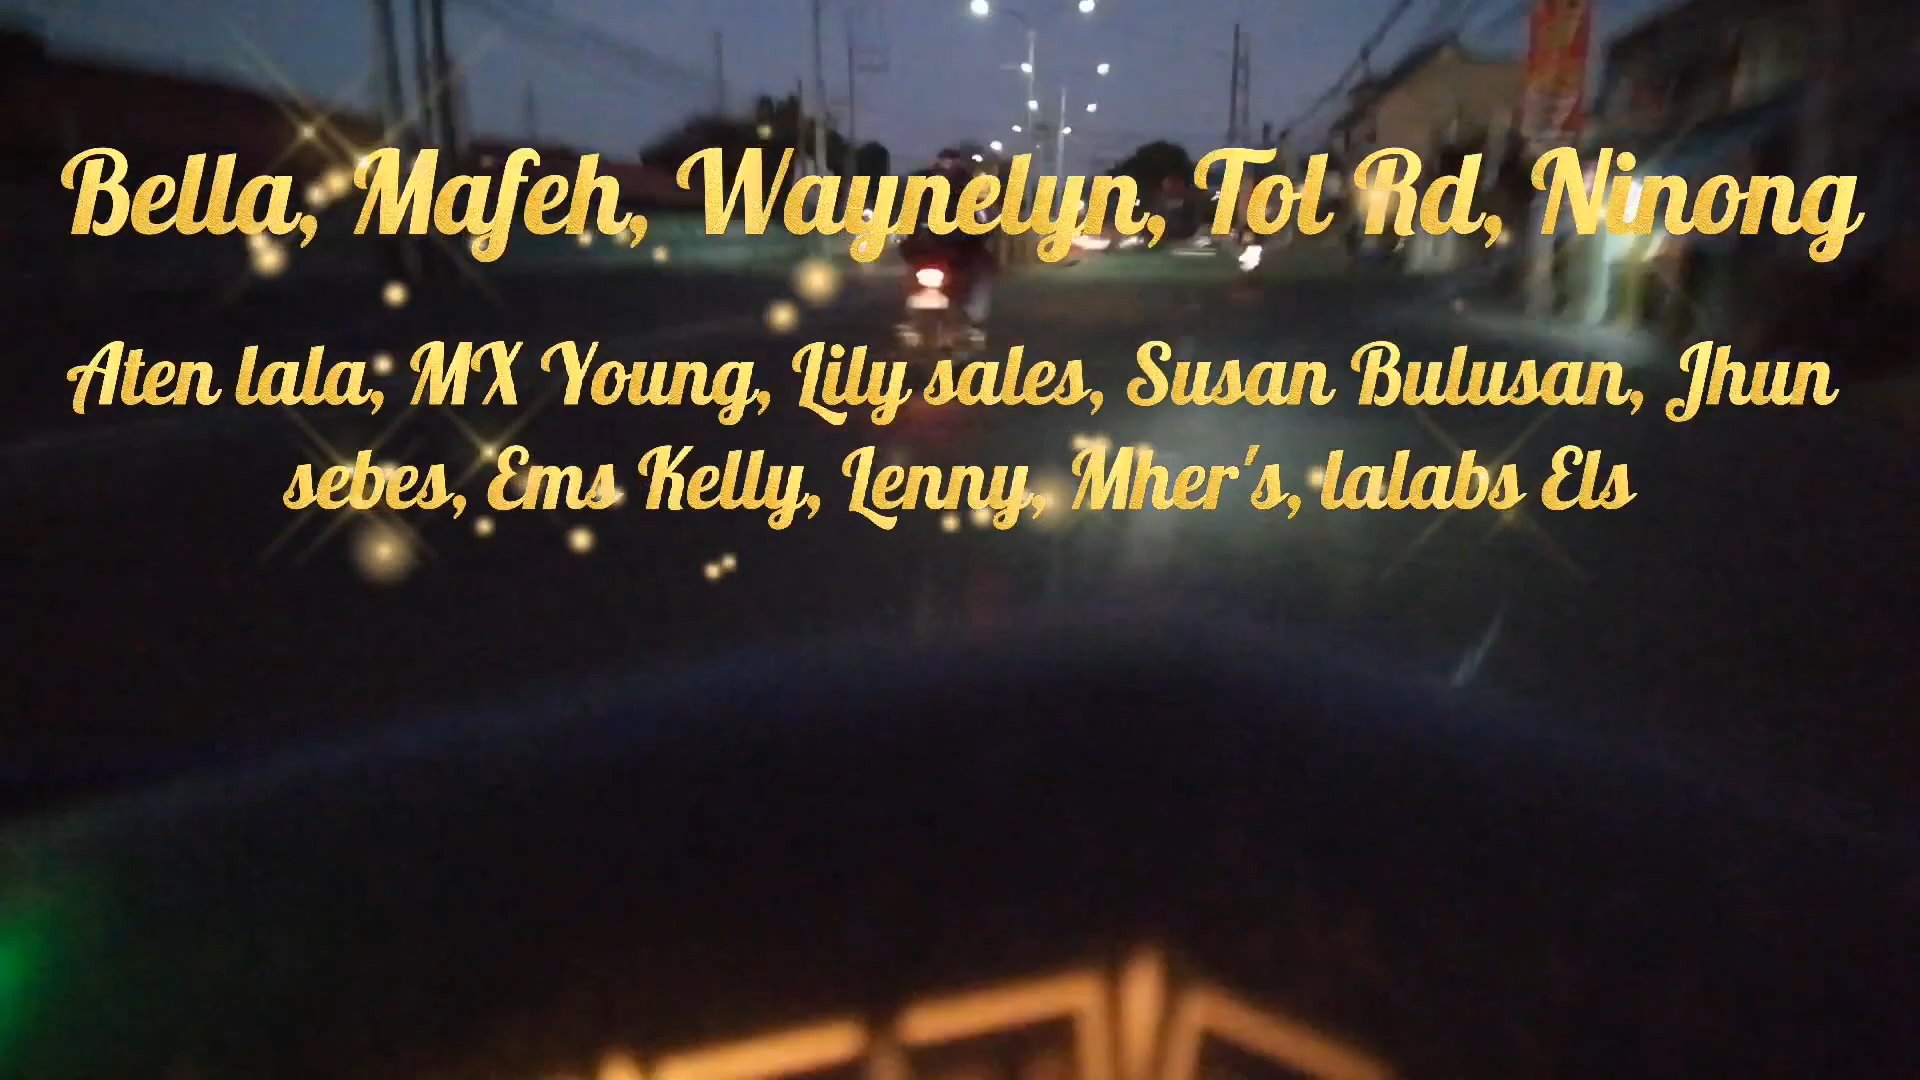 Bella, Mafeh, Waynelyn, Tol Rd, Ninong
Aten lala, MX Young, Lily sales, Susan Bulusan, Jhun
sebes, Ems Kelly, Lenny, Mher's, lalabs Els